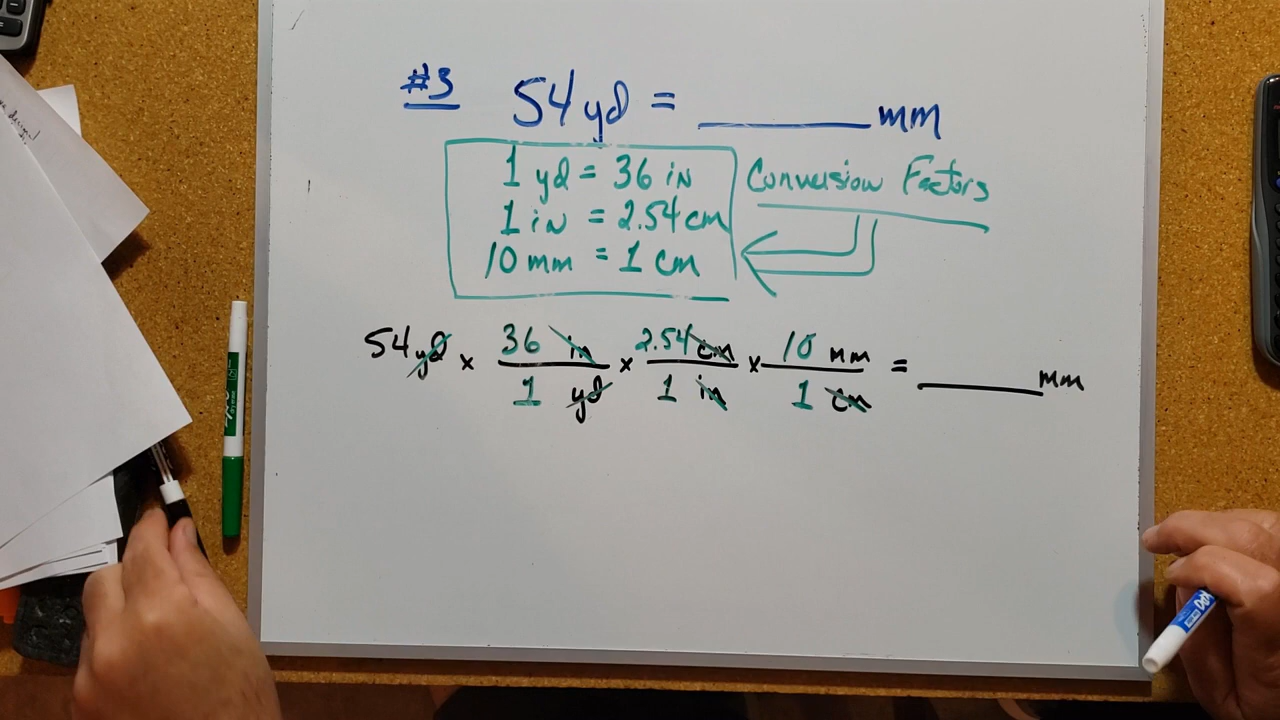 #3 54 yd = ______ mm
1 yd = 36 in
1 in = 2.54 cm
10 mm = 1 cm
Conversion Factors
54 yd x 36 in / 1 yd x 2.54 cm / 1 in x 10 mm / 1 cm = ______ mm
EXPO